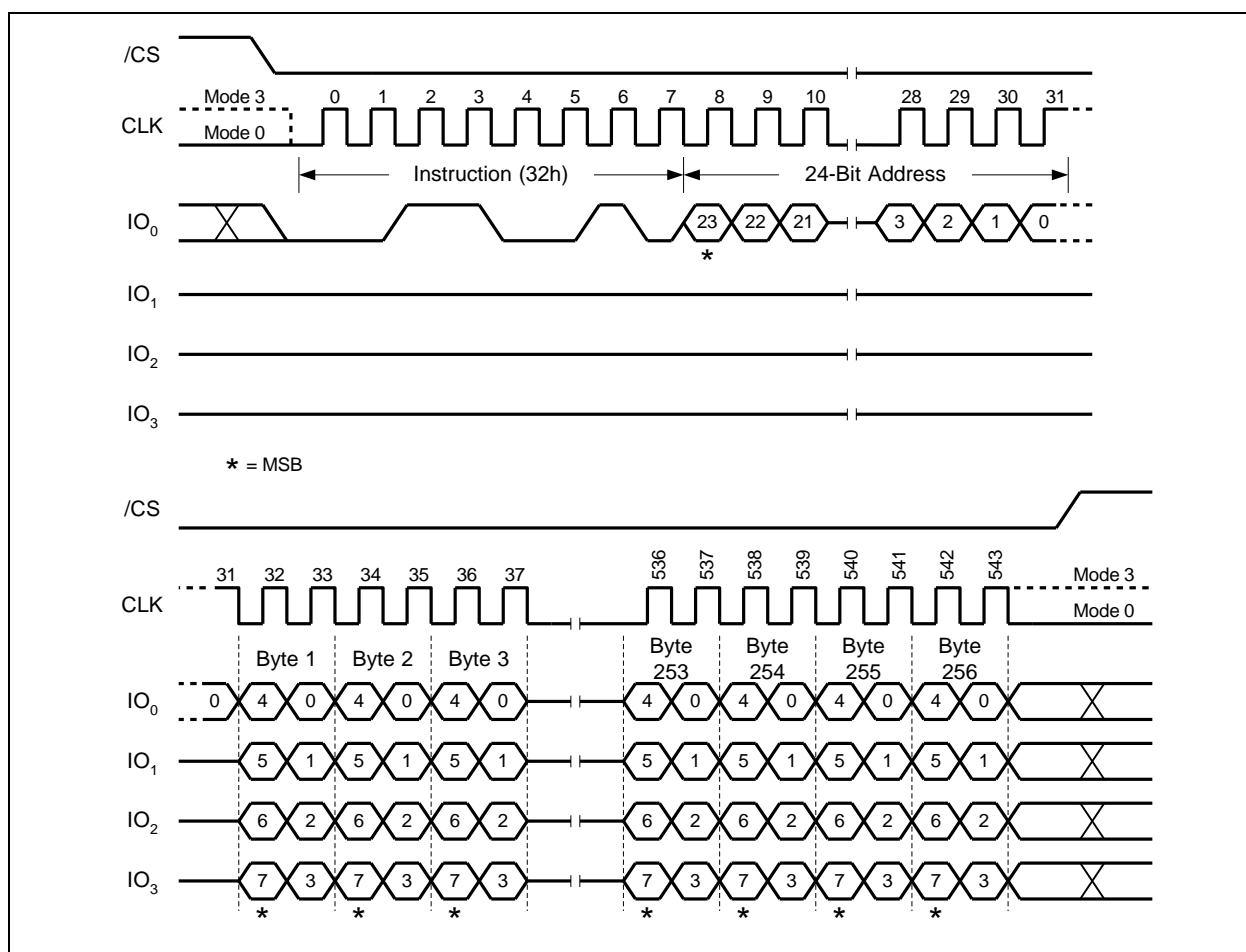 /CS
Mode 3
0 1 2 3 4 5 6 7 8 9 10 28 29 30 31
CLK
Mode 0
Instruction (32h) 24-Bit Address
IO0 23 22 21 3 2 1 0
*
IO1
IO2
IO3
* = MSB
/CS
31 32 33 34 35 36 37 536 537 538 539 540 541 542 543
Mode 3
CLK
Mode 0
Byte 1 Byte 2 Byte 3 Byte 253 Byte 254 Byte 255 Byte 256
IO0 0 4 0 4 0 4 0 4 0 4 0 4 0 4 0
IO1 5 1 5 1 5 1 5 1 5 1 5 1 5 1
IO2 6 2 6 2 6 2 6 2 6 2 6 2 6 2
IO3 7 3 7 3 7 3 7 3 7 3 7 3 7 3
* * * * * * *